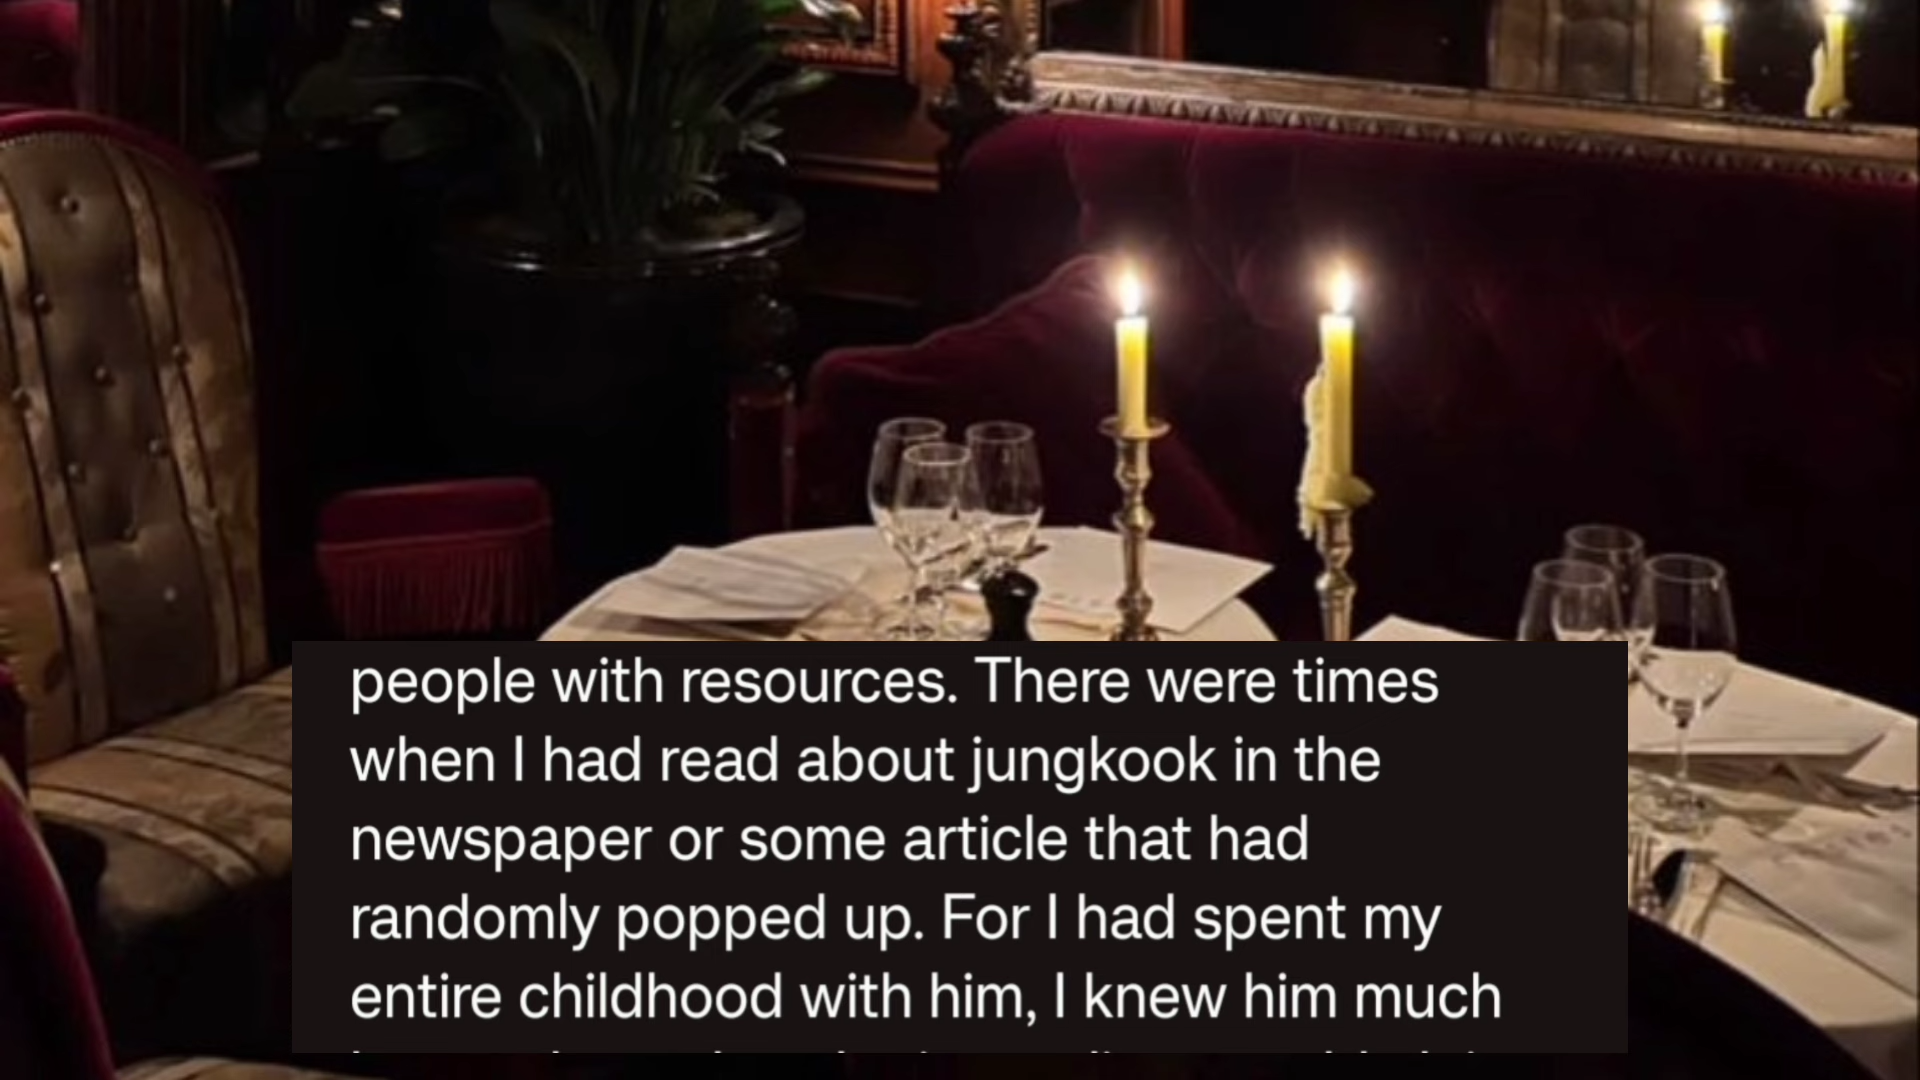 people with resources. There were times
when I had read about jungkook in the
newspaper or some article that had
randomly popped up. For I had spent my
entire childhood with him, I knew him much